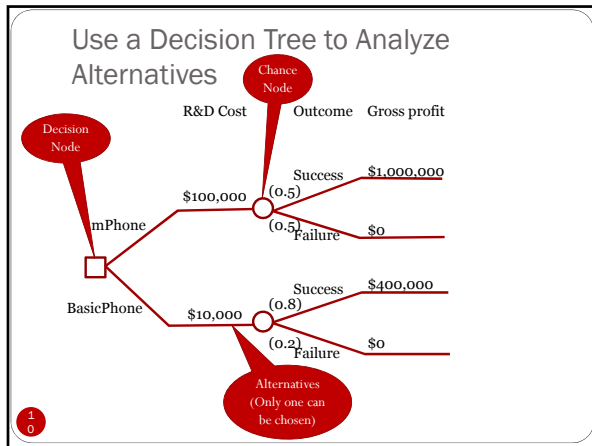 Use a Decision Tree to Analyze
Alternatives
Chance
Node
R&D Cost Outcome Gross profit
Decision
Node
Success $1,000,000
$100,000 (0.5)
(0.5)
mPhone
Failure $0
Success $400,000
BasicPhone
$10,000 (0.8)
(0.2)
Failure $0
Alternatives
(Only one can
be chosen)
1
0